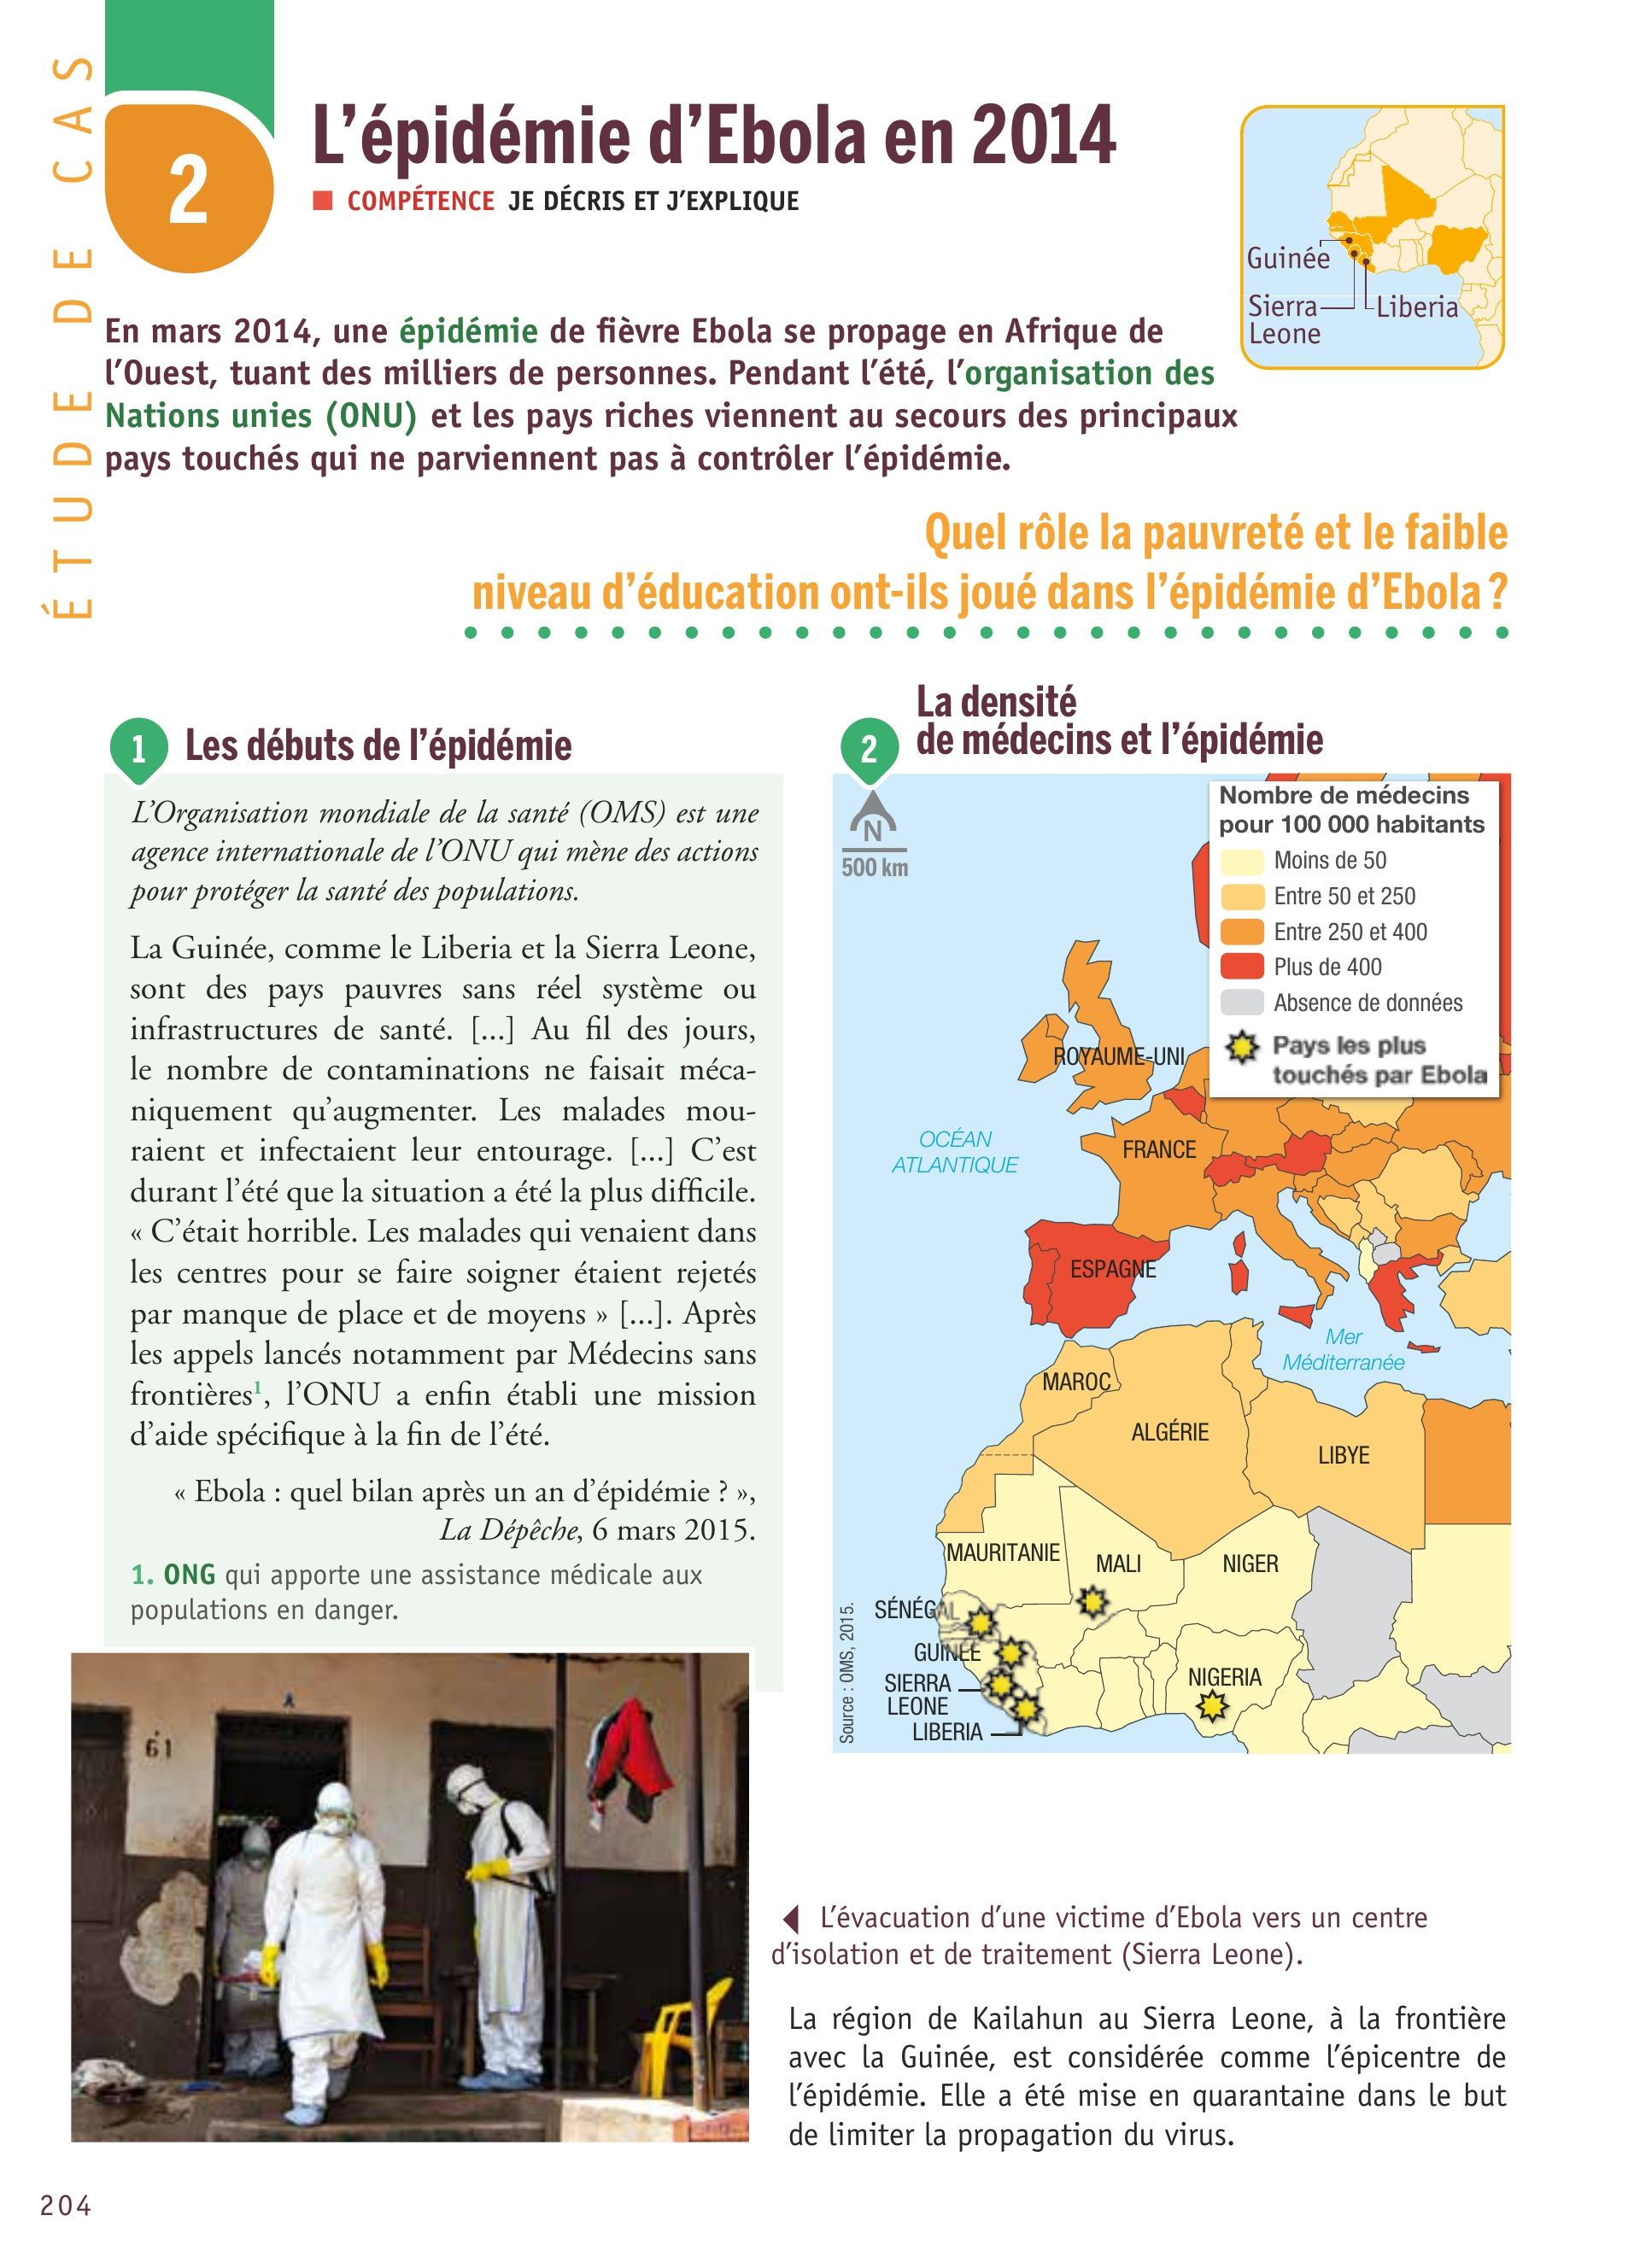 ÉTUDE DE CAS
2
L'épidémie d'Ebola en 2014
■ COMPÉTENCE JE DÉCRIS ET J'EXPLIQUE
Guinée
Sierra
Leone
Liberia
En mars 2014, une épidémie de fièvre Ebola se propage en Afrique de
l'Ouest, tuant des milliers de personnes. Pendant l'été, l'organisation des
Nations unies (ONU) et les pays riches viennent au secours des principaux
pays touchés qui ne parviennent pas à contrôler l'épidémie.
Quel rôle la pauvreté et le faible
niveau d'éducation ont-ils joué dans l'épidémie d'Ebola ?
1 Les débuts de l'épidémie
L'Organisation mondiale de la santé (OMS) est une
agence internationale de l'ONU qui mène des actions
pour protéger la santé des populations.
La Guinée, comme le Liberia et la Sierra Leone,
sont des pays pauvres sans réel système ou
infrastructures de santé. [...] Au fil des jours,
le nombre de contaminations ne faisait méca-
niquement qu'augmenter. Les malades mou-
raient et infectaient leur entourage. [...] C'est
durant l'été que la situation a été la plus difficile.
« C'était horrible. Les malades qui venaient dans
les centres pour se faire soigner étaient rejetés
par manque de place et de moyens » [...]. Après
les appels lancés notamment par Médecins sans
frontières1, l'ONU a enfin établi une mission
d'aide spécifique à la fin de l'été.
« Ebola : quel bilan après un an d'épidémie ? »,
La Dépêche, 6 mars 2015.
1. ONG qui apporte une assistance médicale aux
populations en danger.
2 La densité
de médecins et l'épidémie
N
500 km
Nombre de médecins
pour 100 000 habitants
Moins de 50
Entre 50 et 250
Entre 250 et 400
Plus de 400
Absence de données
Pays les plus
touchés par Ebola
ROYAUME-UNI
OCÉAN
ATLANTIQUE
FRANCE
ESPAGNE
Mer
Méditerranée
MAROC
ALGÉRIE
LIBYE
MAURITANIE
MALI
NIGER
SÉNÉGAL
GUINÉE
SIERRA
LEONE
LIBERIA
NIGERIA
Source : OMS, 2015.
61
A
◀ L'évacuation d'une victime d'Ebola vers un centre
d'isolation et de traitement (Sierra Leone).
La région de Kailahun au Sierra Leone, à la frontière
avec la Guinée, est considérée comme l'épicentre de
l'épidémie. Elle a été mise en quarantaine dans le but
de limiter la propagation du virus.
204